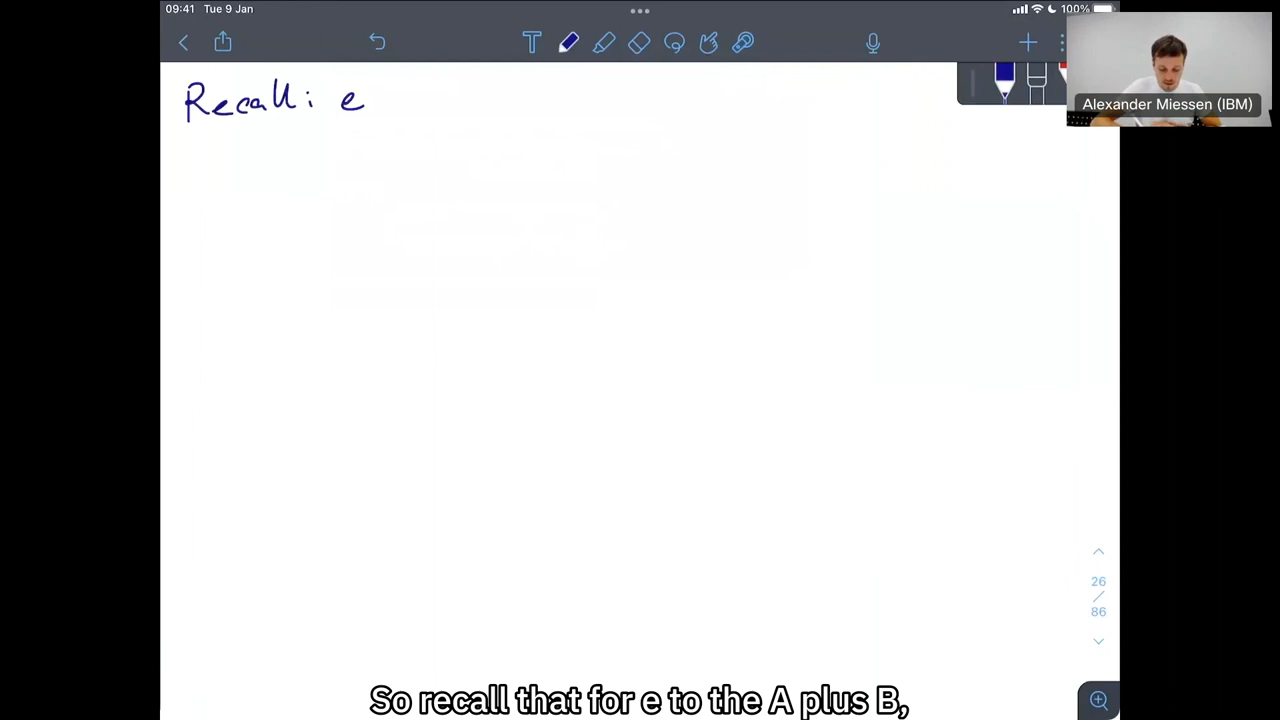 09:41 Tue 9 Jan
100%
T
Recall: e
Alexander Miessen (IBM)
26
/
86
So recall that for e to the A plus B,